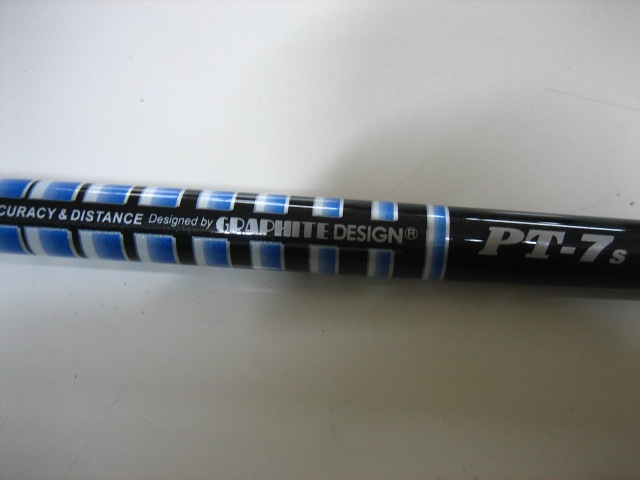 CURACY & DISTANCE Designed by GRAPHITE DESIGN® PT-7s